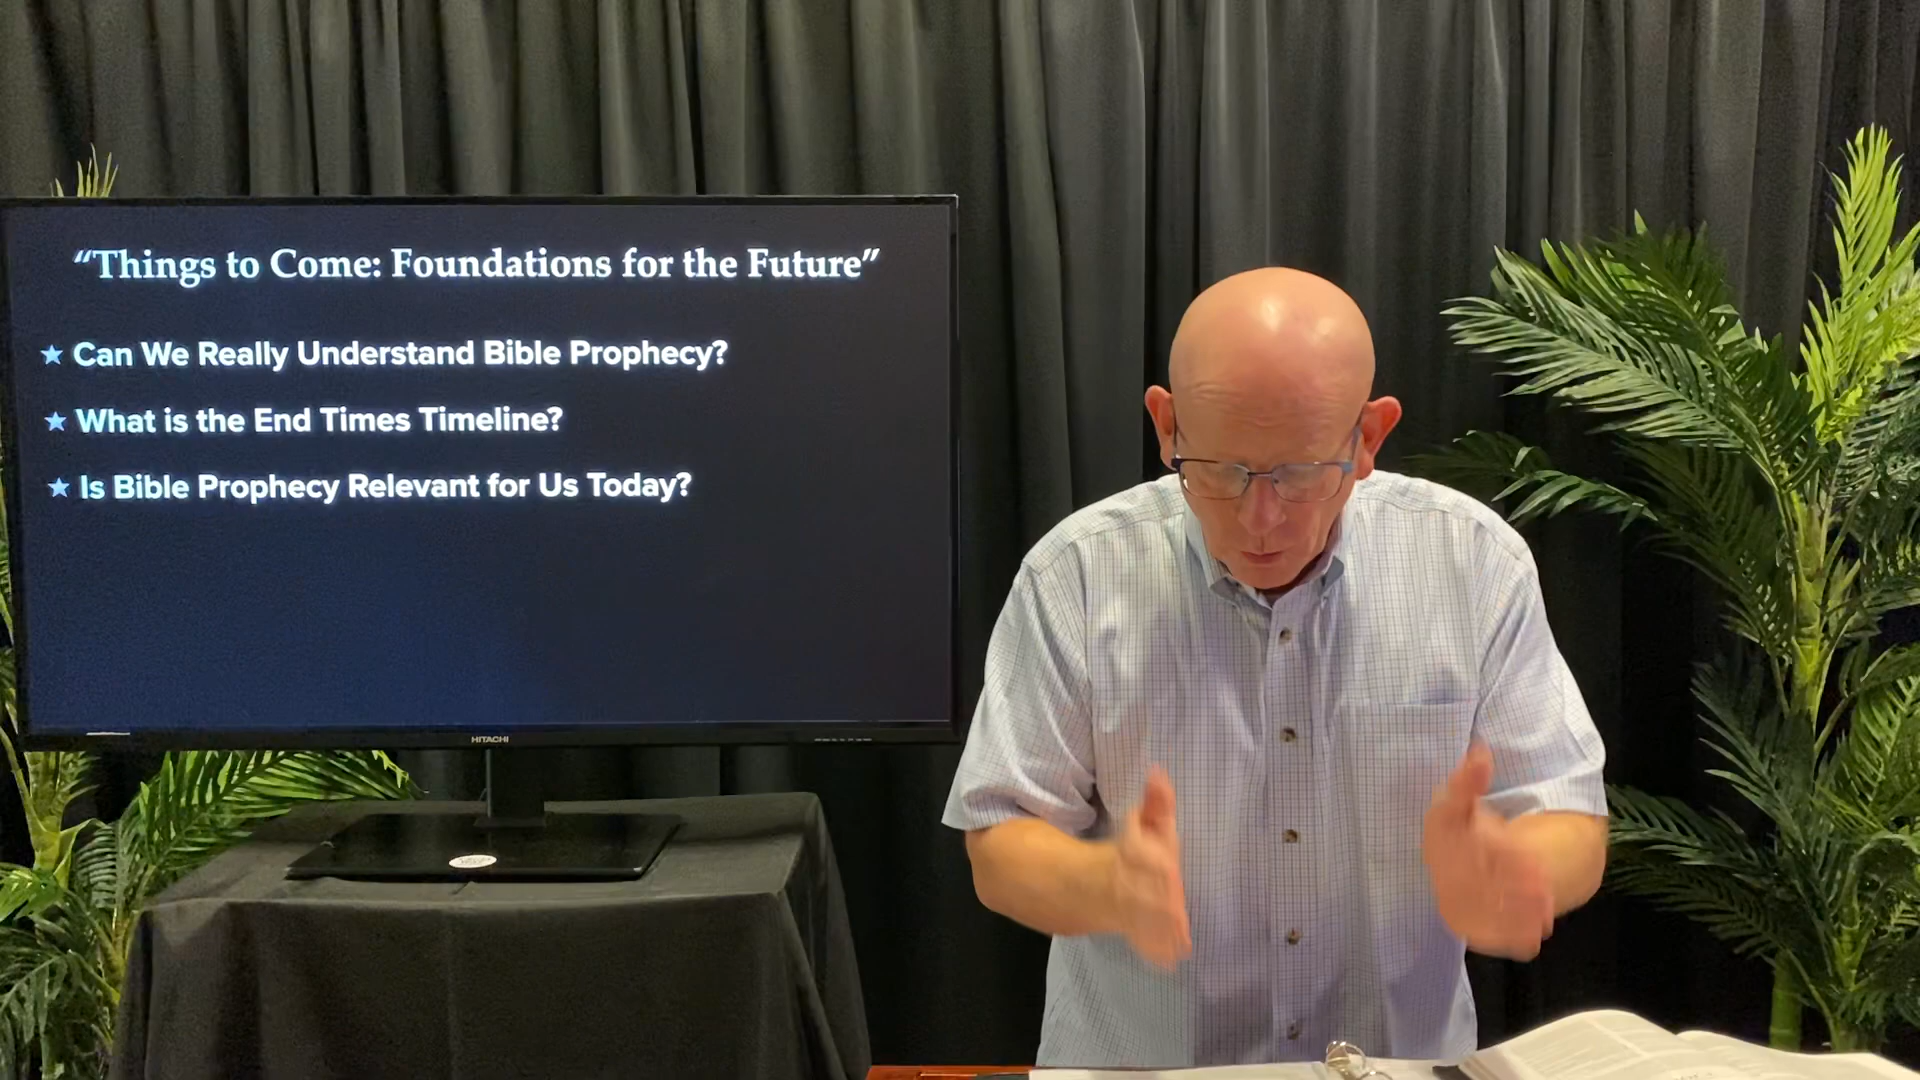 “Things to Come: Foundations for the Future”
★ Can We Really Understand Bible Prophecy?
★ What is the End Times Timeline?
★ Is Bible Prophecy Relevant for Us Today?
HITACHI